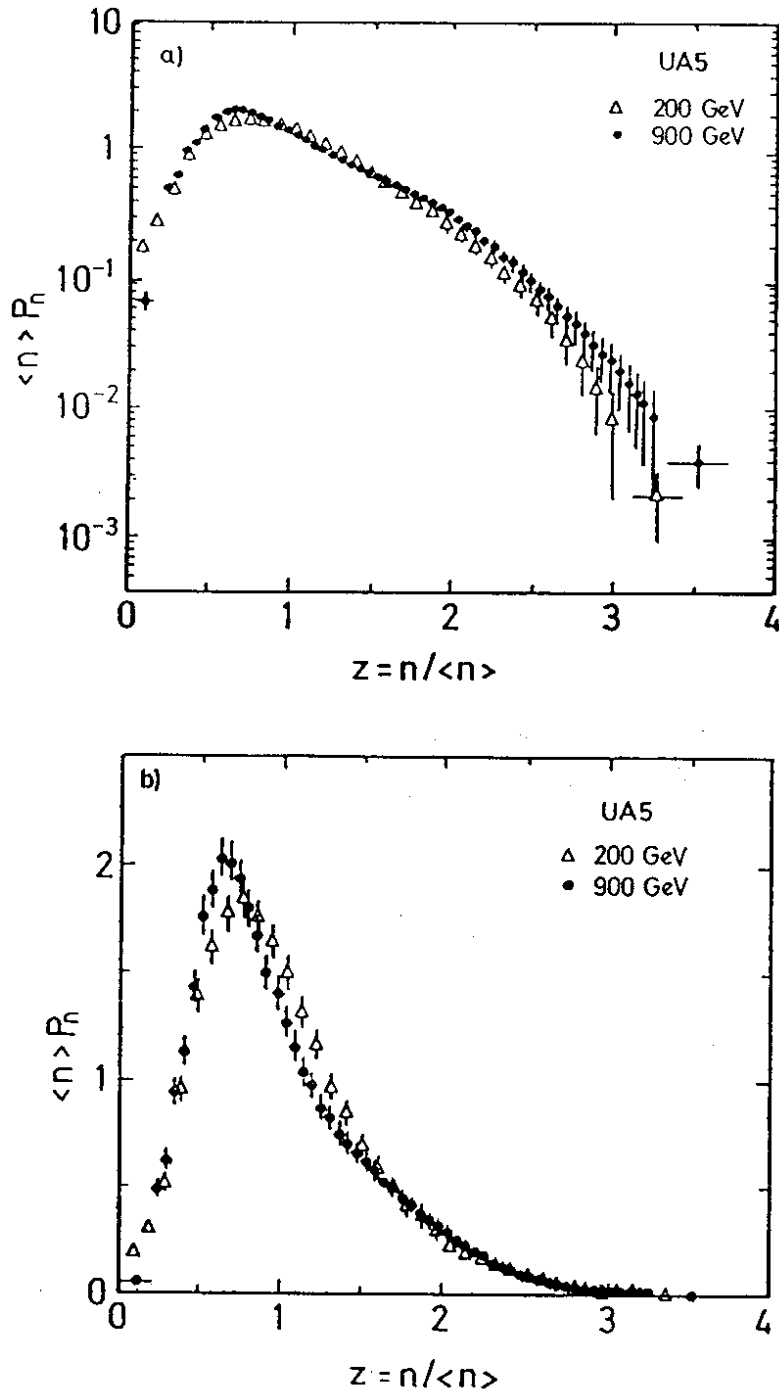 a)
UA5
△ 200 GeV
• 900 GeV
10
1
10⁻¹
10⁻²
10⁻³
<n> Pₙ
0 1 2 3 4
z = n/<n>
b)
UA5
△ 200 GeV
• 900 GeV
2
1
0
<n> Pₙ
0 1 2 3 4
z = n/<n>